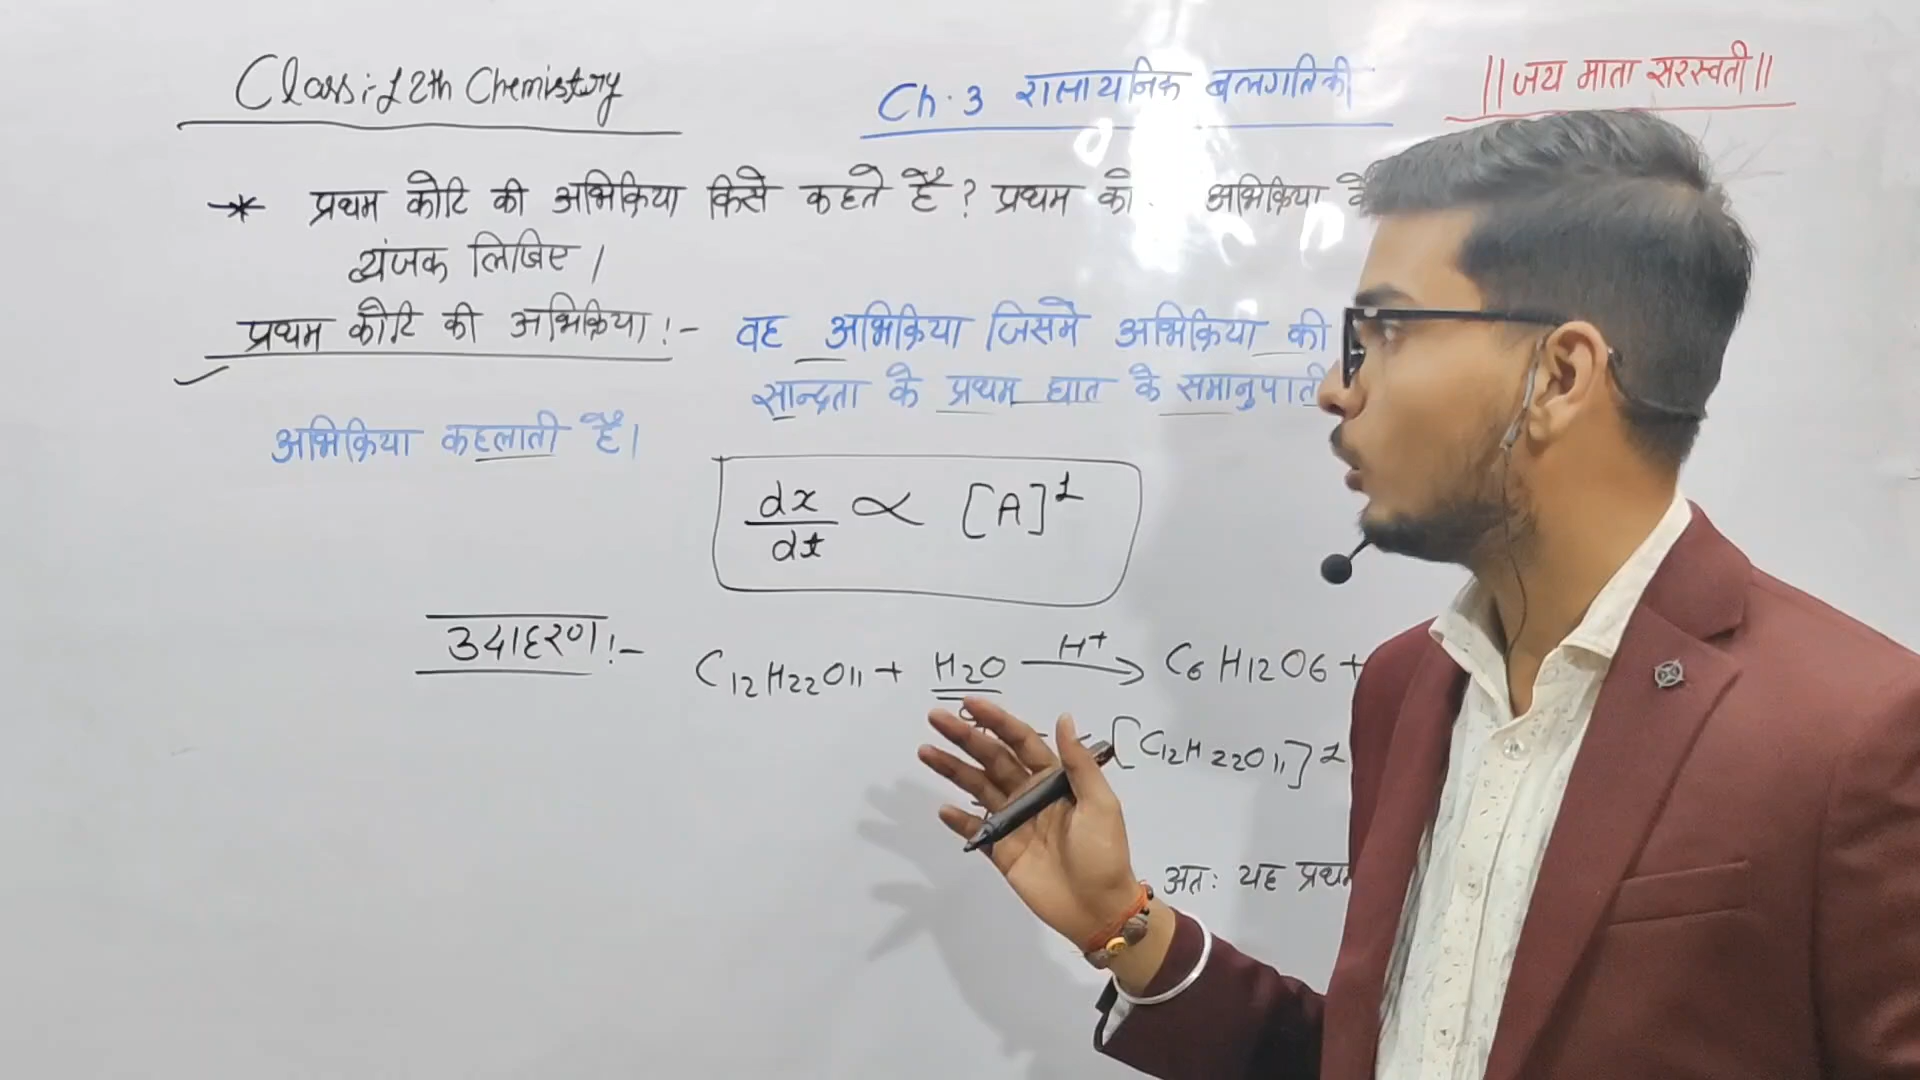 Class:-12th Chemistry
Ch.3 रासायनिक बलगतिकी
||जय माता सरस्वती||
* प्रथम कोटि की अभिक्रिया किसे कहते है? प्रथम को अभिक्रिया के
व्यंजक लिखिए।
प्रथम कोटि की अभिक्रिया:- वह अभिक्रिया जिसमे अभिक्रिया की
सान्द्रता के प्रथम घात के समानुपाती
अभिक्रिया कहलाती है।
dx/dt ∝ [A]¹
उदाहरण:- C₁₂H₂₂O₁₁ + H₂O —H⁺→ C₆H₁₂O₆ +
[C₁₂H₂₂O₁₁]¹
अतः यह प्रथम